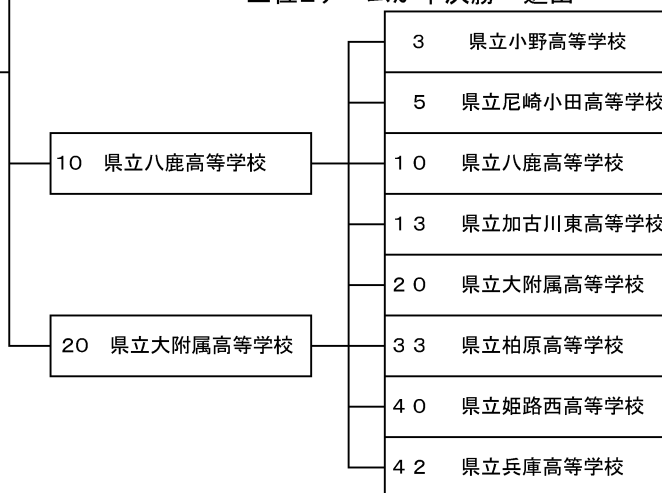 3 県立小野高等学校
5 県立尼崎小田高等学校
10 県立八鹿高等学校
10 県立八鹿高等学校
13 県立加古川東高等学校
20 県立大附属高等学校
20 県立大附属高等学校
33 県立柏原高等学校
40 県立姫路西高等学校
42 県立兵庫高等学校